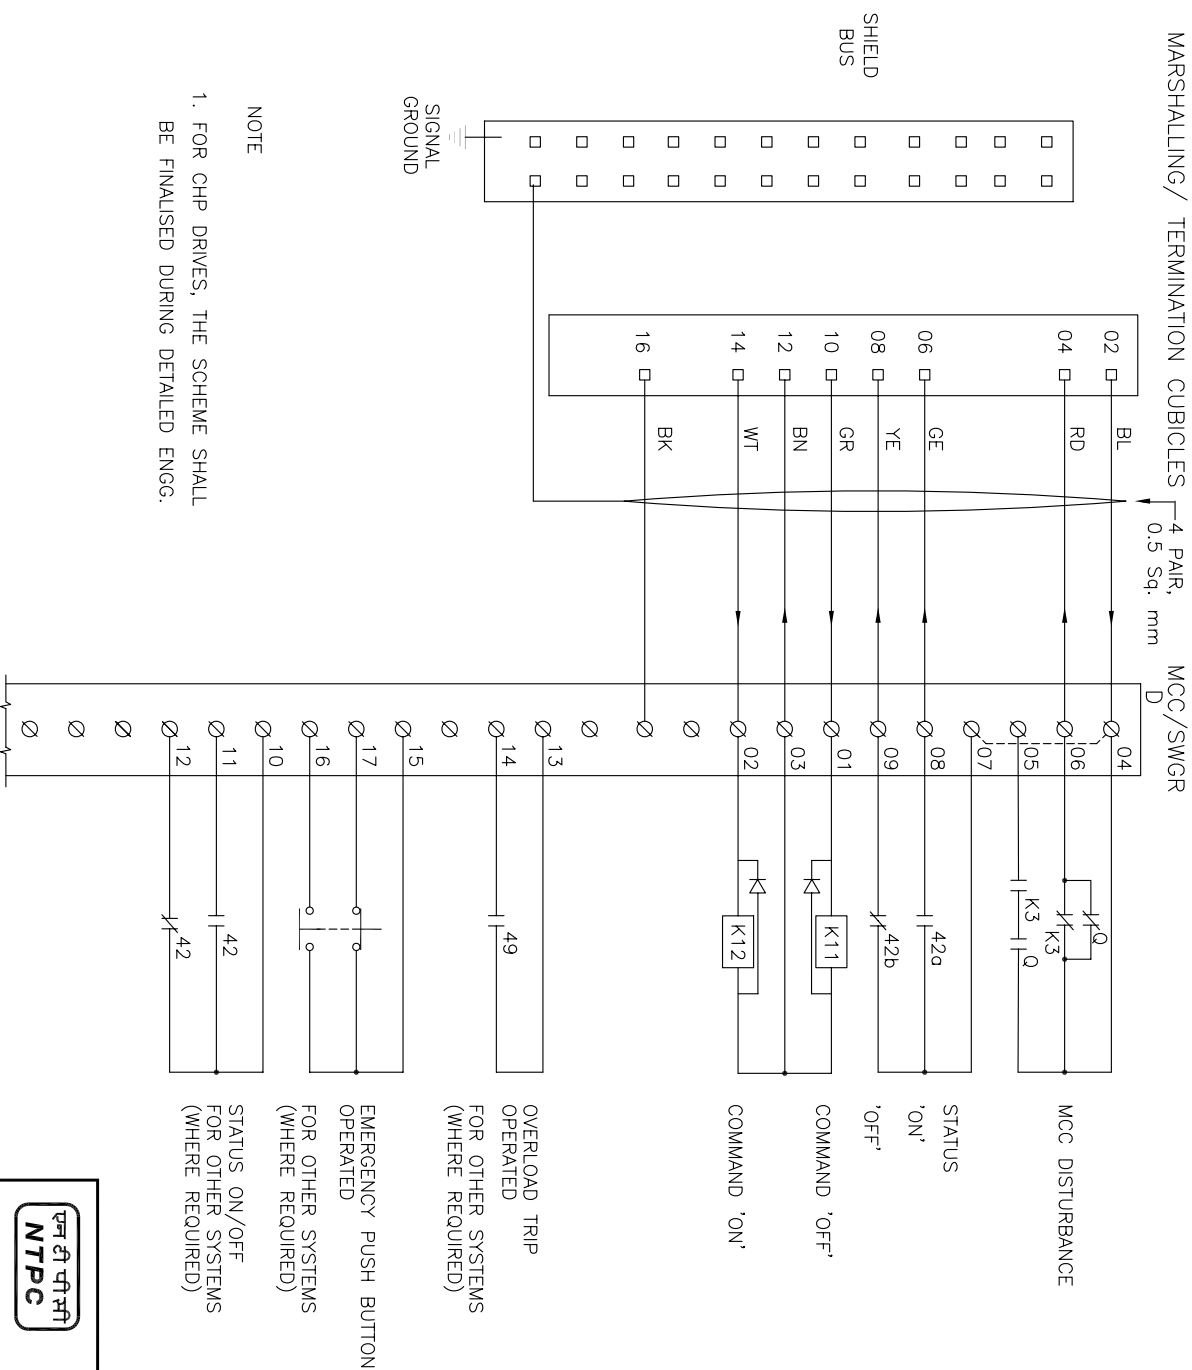 MARSHALLING/ TERMINATION CUBICLES
4 PAIR,
0.5 Sq. mm
MCC/SWGR
D
SHIELD
BUS
SIGNAL
GROUND
02
04
06
08
10
12
14
16
BL
RD
GE
YE
GR
BN
WT
BK
04
06
05
07
08
09
01
03
02
13
14
15
17
16
10
11
12
Q
K3
K3
Q
42a
42b
K11
K12
49
42
42
MCC DISTURBANCE
STATUS
'ON'
'OFF'
COMMAND 'OFF'
COMMAND 'ON'
OVERLOAD TRIP
OPERATED
FOR OTHER SYSTEMS
(WHERE REQUIRED))
EMERGENCY PUSH BUTTON
OPERATED
FOR OTHER SYSTEMS
(WHERE REQUIRED))
STATUS ON/OFF
FOR OTHER SYSTEMS
(WHERE REQUIRED))
NOTE
1. FOR CHP DRIVES, THE SCHEME SHALL
BE FINALISED DURING DETAILED ENGG.
एन टी पी सी
NTPC